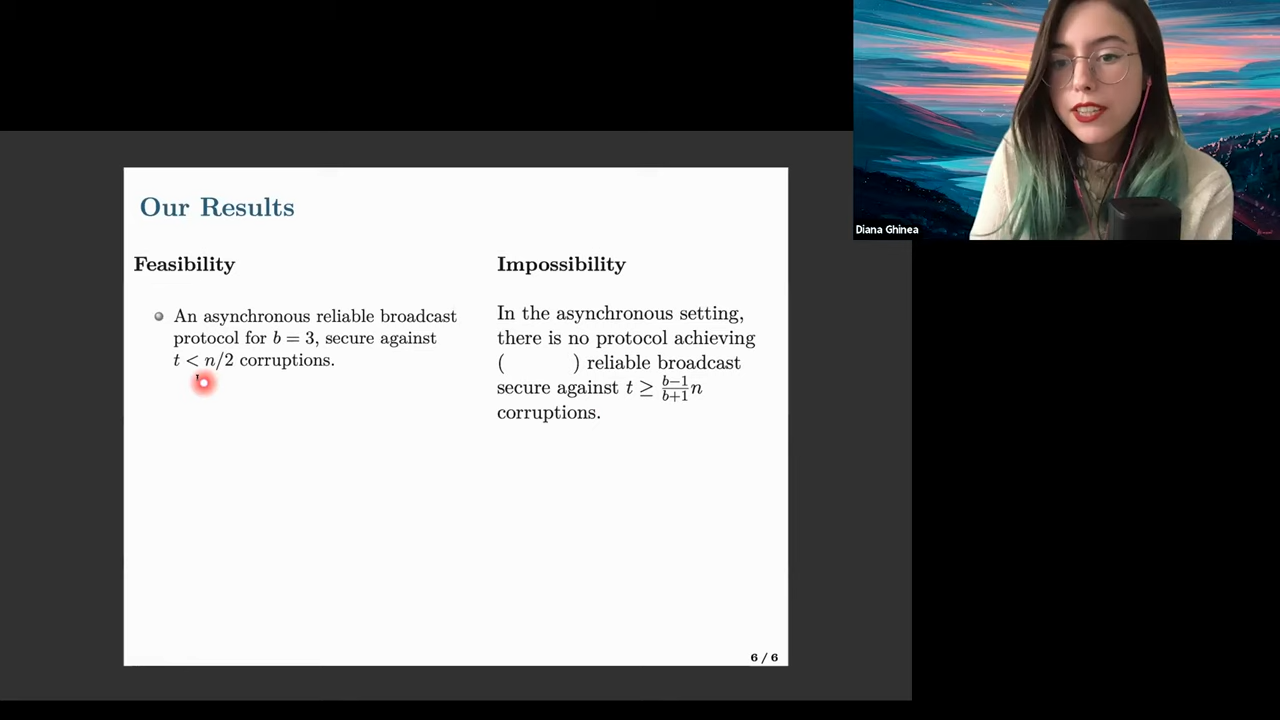 Our Results
Feasibility
An asynchronous reliable broadcast
protocol for b = 3, secure against
t < n/2 corruptions.
Impossibility
In the asynchronous setting,
there is no protocol achieving
( ) reliable broadcast
secure against t ≥ \frac{b−1}{b+1}n
corruptions.
6 / 6
Diana Ghinea